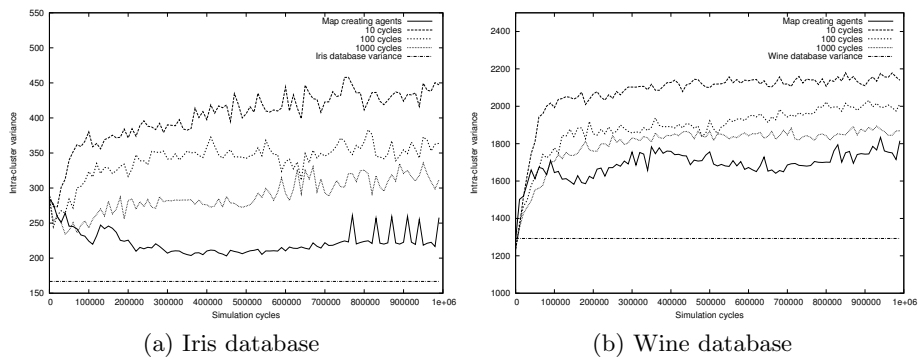 550
500
450
400
350
300
250
200
150
Intra-cluster variance
Map creating agents
10 cycles
100 cycles
1000 cycles
Iris database variance
0 100000 200000 300000 400000 500000 600000 700000 800000 900000 1e+06
Simulation cycles
(a) Iris database
2400
2200
2000
1800
1600
1400
1200
1000
Intra-cluster variance
Map creating agents
10 cycles
100 cycles
1000 cycles
Wine database variance
0 100000 200000 300000 400000 500000 600000 700000 800000 900000 1e+06
Simulation cycles
(b) Wine database